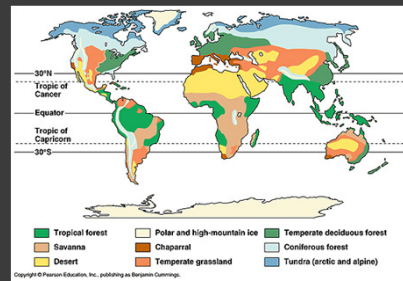 30°N
Tropic of
Cancer
Equator
Tropic of
Capricorn
30°S
Tropical forest
Polar and high-mountain ice
Temperate deciduous forest
Savanna
Chaparral
Coniferous forest
Desert
Temperate grassland
Tundra (arctic and alpine)
Copyright © Pearson Education, Inc., publishing as Benjamin Cummings.